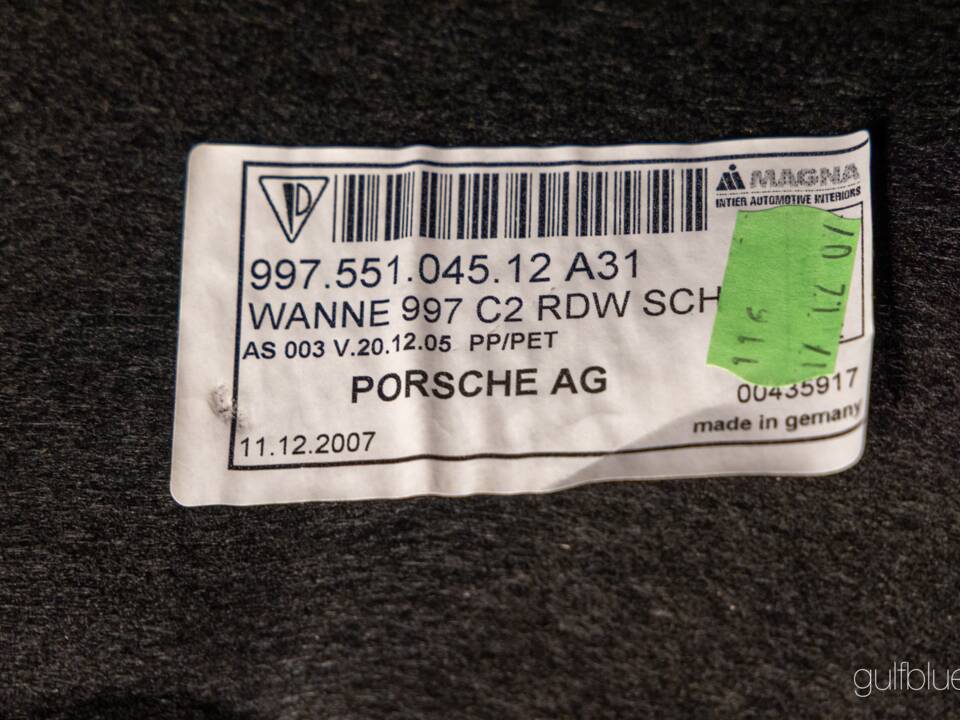 MAGNA
INTIER AUTOMOTIVE INTERIORS
997.551.045.12 A31
WANNE 997 C2 RDW SCH
AS 003 V.20.12.05 PP/PET
PORSCHE AG
00435917
made in germany
11.12.2007
gulfblue